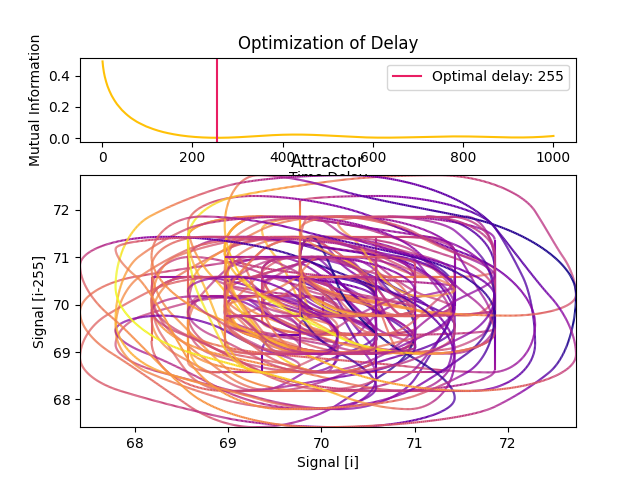 Optimization of Delay
Mutual Information
0.4
0.2
0.0
Optimal delay: 255
0 200 400 600 800 1000
Attractor
Signal [i-255]
72
71
70
69
68
68 69 70 71 72
Signal [i]